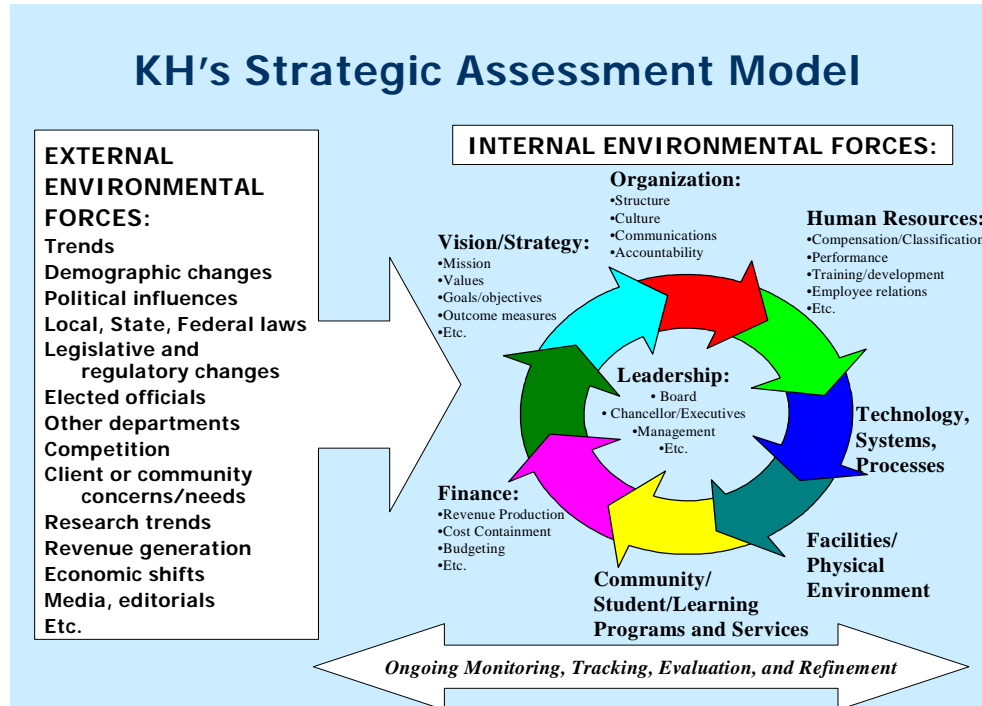 KH's Strategic Assessment Model
EXTERNAL
ENVIRONMENTAL
FORCES:
Trends
Demographic changes
Political influences
Local, State, Federal laws
Legislative and
regulatory changes
Elected officials
Other departments
Competition
Client or community
concerns/needs
Research trends
Revenue generation
Economic shifts
Media, editorials
Etc.
INTERNAL ENVIRONMENTAL FORCES:
Organization:
•Structure
•Culture
•Communications
•Accountability
Human Resources:
•Compensation/Classification
•Performance
•Training/development
•Employee relations
•Etc.
Vision/Strategy:
•Mission
•Values
•Goals/objectives
•Outcome measures
•Etc.
Leadership:
• Board
• Chancellor/Executives
•Management
•Etc.
Technology,
Systems,
Processes
Finance:
•Revenue Production
•Cost Containment
•Budgeting
•Etc.
Facilities/
Physical
Environment
Community/
Student/Learning
Programs and Services
Ongoing Monitoring, Tracking, Evaluation, and Refinement